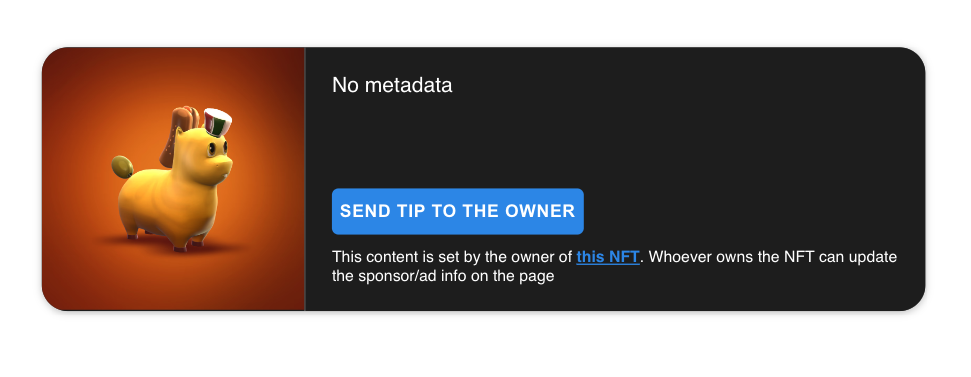 No metadata
SEND TIP TO THE OWNER
This content is set by the owner of this NFT. Whoever owns the NFT can update
the sponsor/ad info on the page